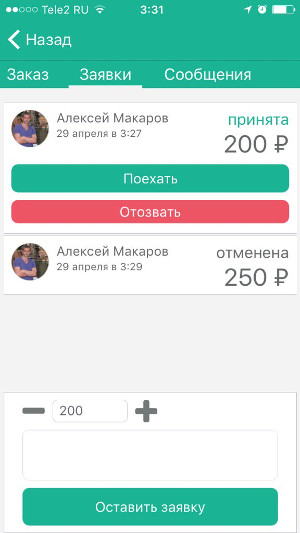 Tele2 RU 3:31
Назад
Заказ Заявки Сообщения
Алексей Макаров принята
29 апреля в 3:27 200 ₽
Поехать
Отозвать
Алексей Макаров отменена
29 апреля в 3:29 250 ₽
200
Оставить заявку